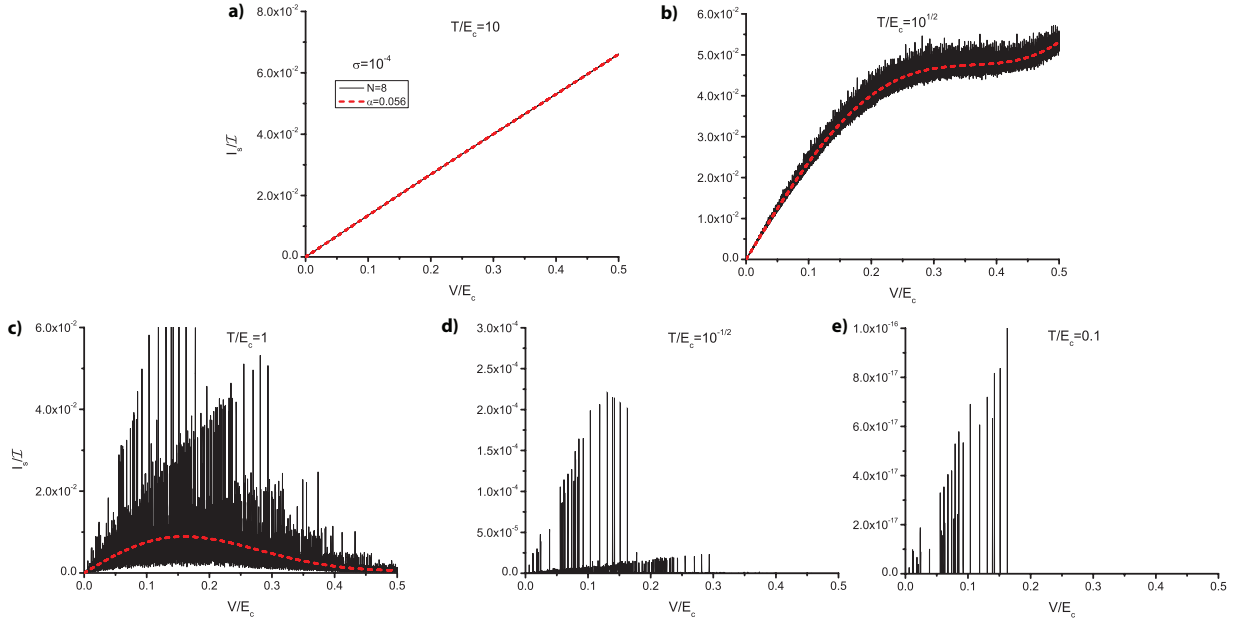 a)
T/E_c=10
σ=10^-4
N=8
α=0.056
8.0x10^-2
6.0x10^-2
4.0x10^-2
2.0x10^-2
0.0
I_s/ℐ
0.0 0.1 0.2 0.3 0.4 0.5
V/E_c
b)
T/E_c=10^1/2
6.0x10^-2
5.0x10^-2
4.0x10^-2
3.0x10^-2
2.0x10^-2
1.0x10^-2
0.0
0.0 0.1 0.2 0.3 0.4 0.5
V/E_c
c)
T/E_c=1
6.0x10^-2
4.0x10^-2
2.0x10^-2
0.0
I_s/ℐ
0.0 0.1 0.2 0.3 0.4 0.5
V/E_c
d)
T/E_c=10^-1/2
3.0x10^-4
2.5x10^-4
2.0x10^-4
1.5x10^-4
1.0x10^-4
5.0x10^-5
0.0
0.0 0.1 0.2 0.3 0.4 0.5
V/E_c
e)
T/E_c=0.1
1.0x10^-16
8.0x10^-17
6.0x10^-17
4.0x10^-17
2.0x10^-17
0.0
0.0 0.1 0.2 0.3 0.4 0.5
V/E_c